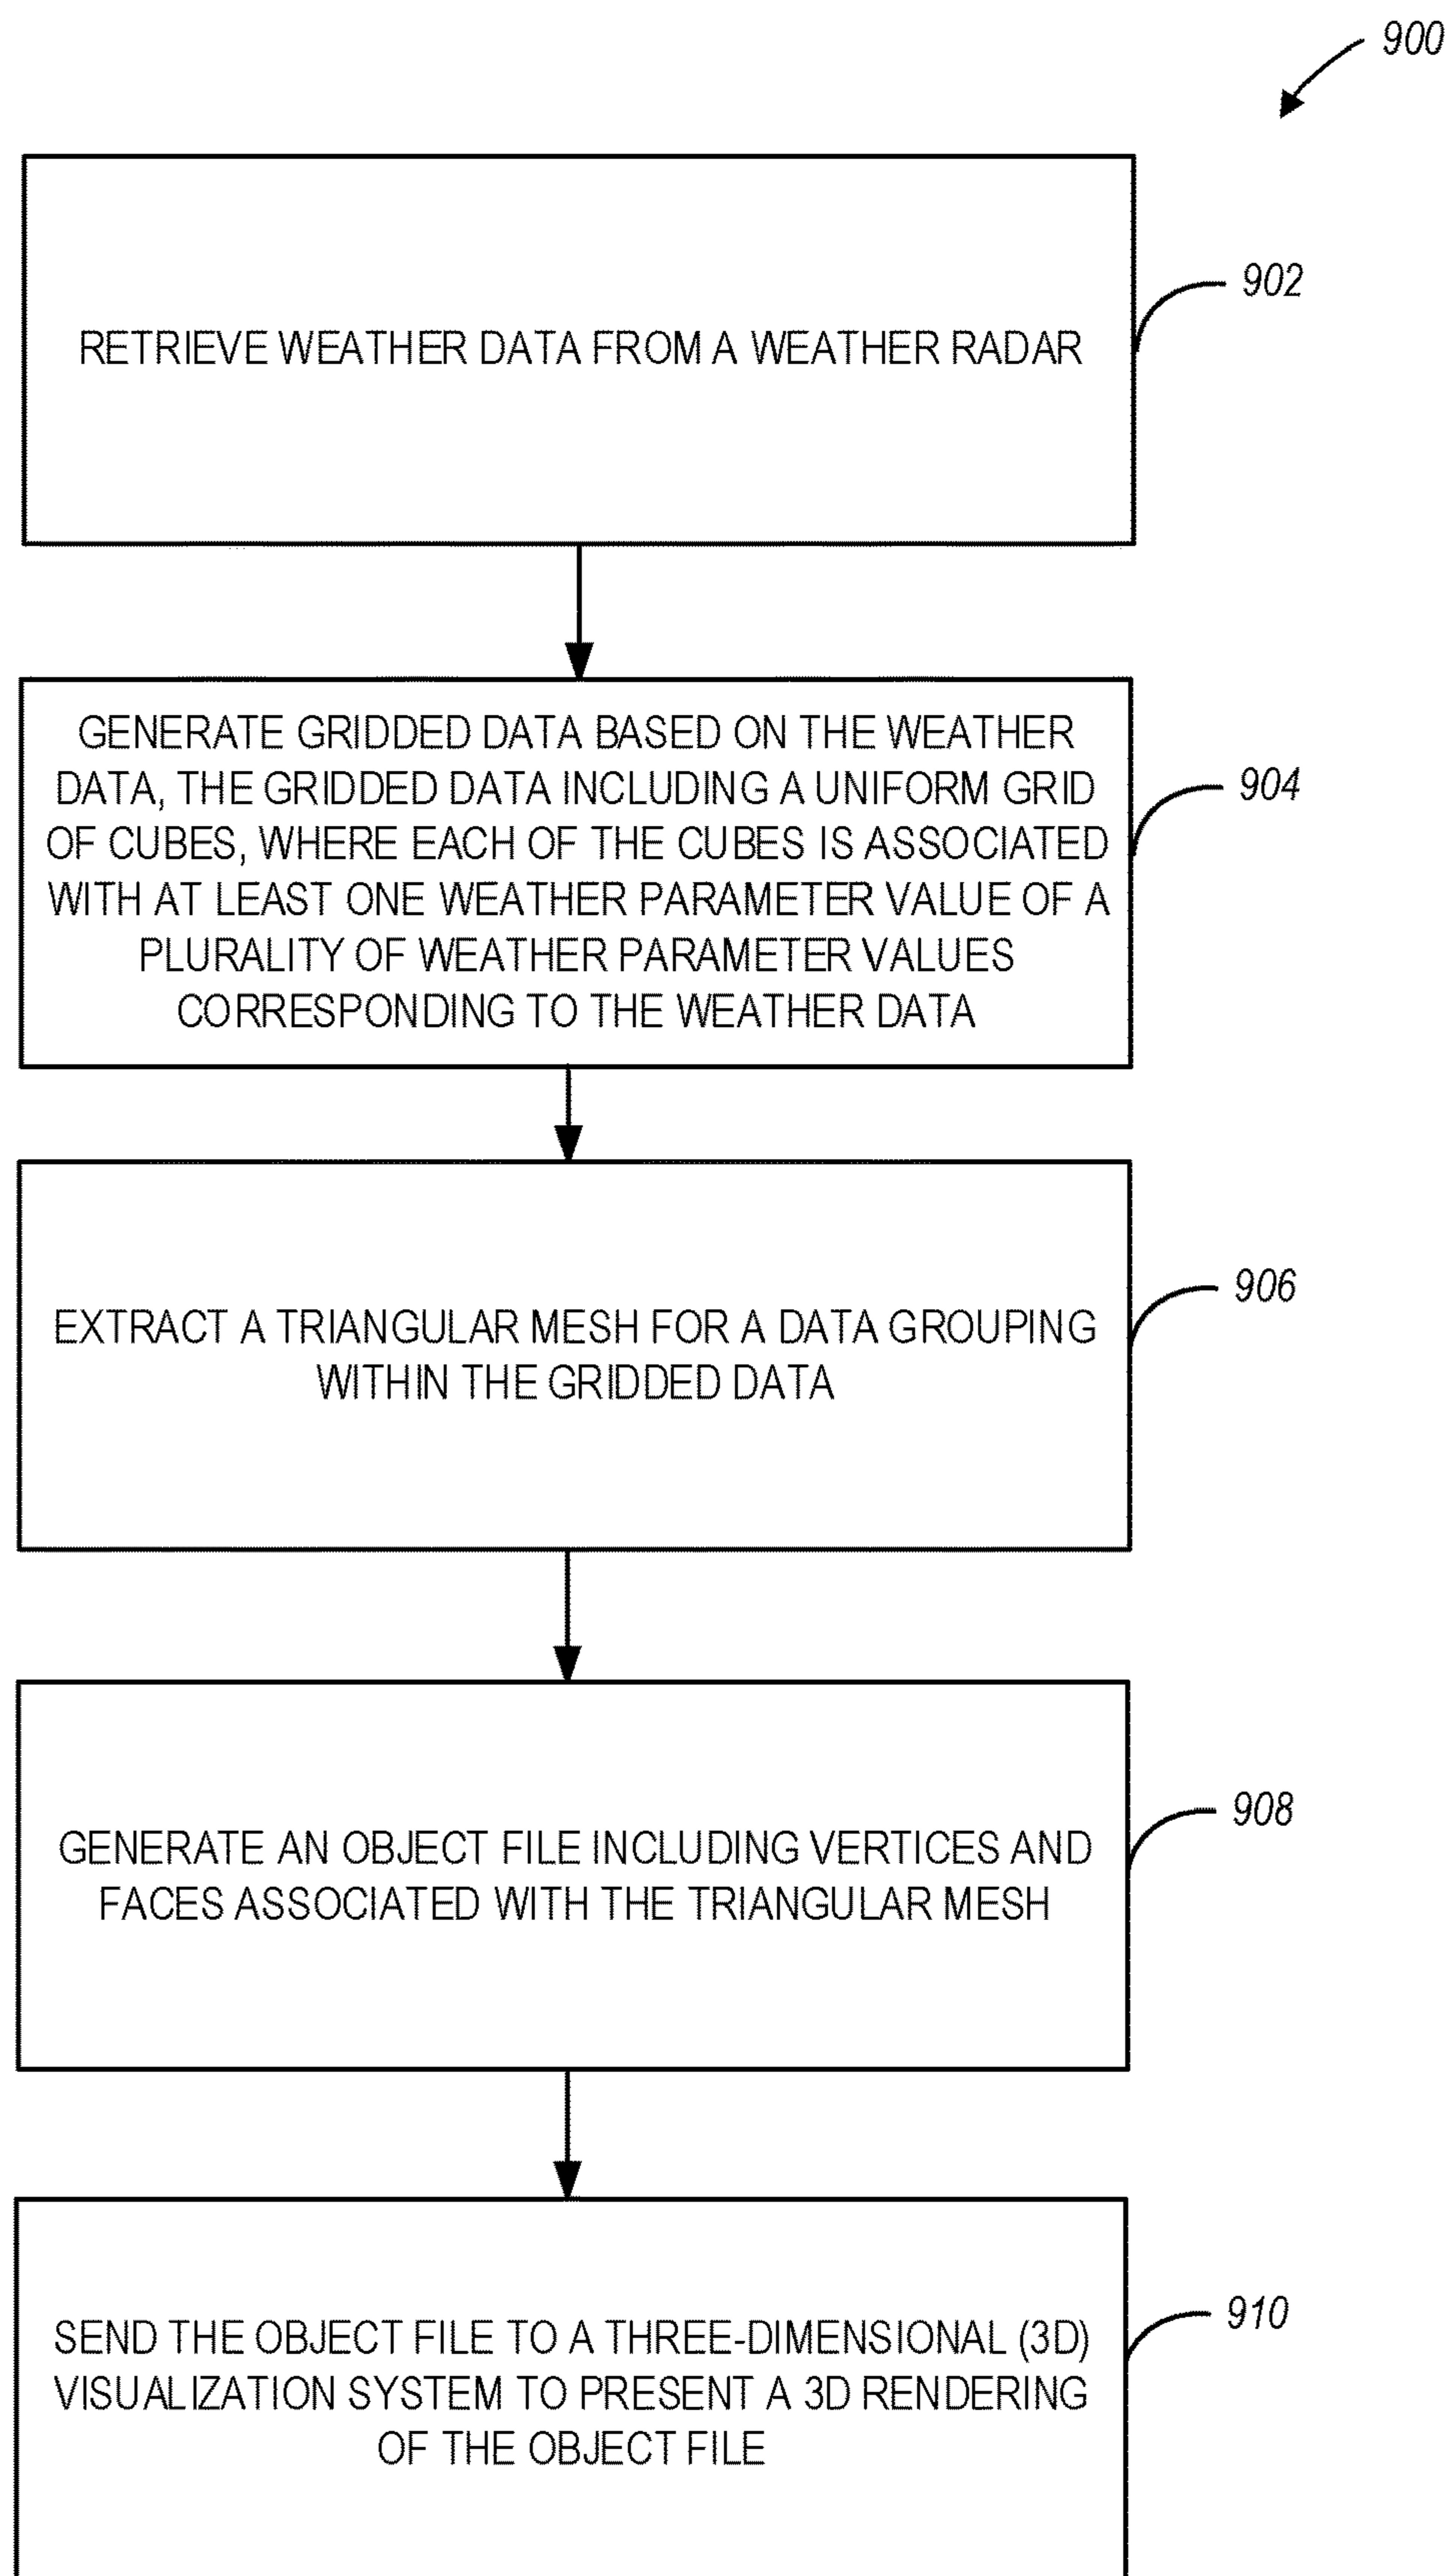 900
RETRIEVE WEATHER DATA FROM A WEATHER RADAR
902
GENERATE GRIDDED DATA BASED ON THE WEATHER
DATA, THE GRIDDED DATA INCLUDING A UNIFORM GRID
OF CUBES, WHERE EACH OF THE CUBES IS ASSOCIATED
WITH AT LEAST ONE WEATHER PARAMETER VALUE OF A
PLURALITY OF WEATHER PARAMETER VALUES
CORRESPONDING TO THE WEATHER DATA
904
EXTRACT A TRIANGULAR MESH FOR A DATA GROUPING
WITHIN THE GRIDDED DATA
906
GENERATE AN OBJECT FILE INCLUDING VERTICES AND
FACES ASSOCIATED WITH THE TRIANGULAR MESH
908
SEND THE OBJECT FILE TO A THREE-DIMENSIONAL (3D)
VISUALIZATION SYSTEM TO PRESENT A 3D RENDERING
OF THE OBJECT FILE
910